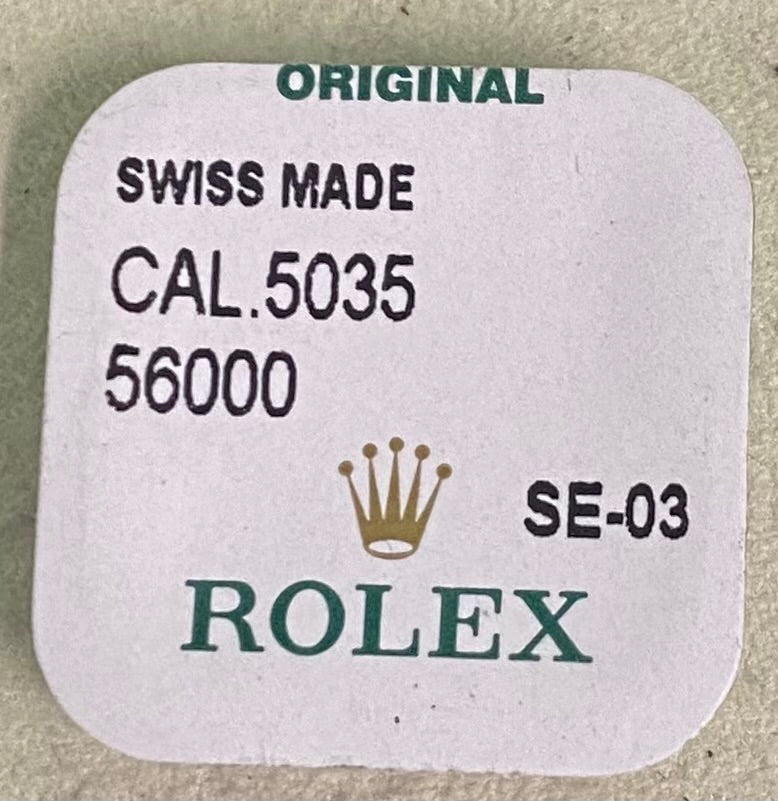 ORIGINAL
SWISS MADE
CAL.5035
56000
SE-03
ROLEX